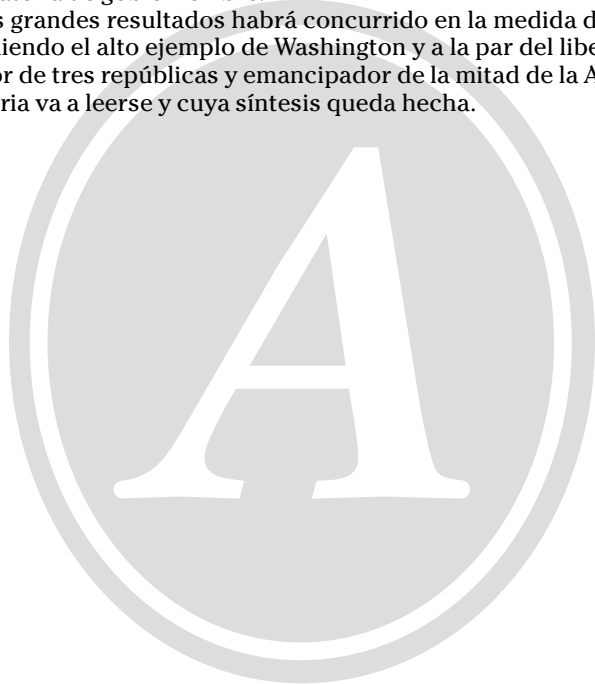 s grandes resultados habrá concurrido en la medida d
iendo el alto ejemplo de Washington y a la par del libe
or de tres repúblicas y emancipador de la mitad de la A
ria va a leerse y cuya síntesis queda hecha.
A